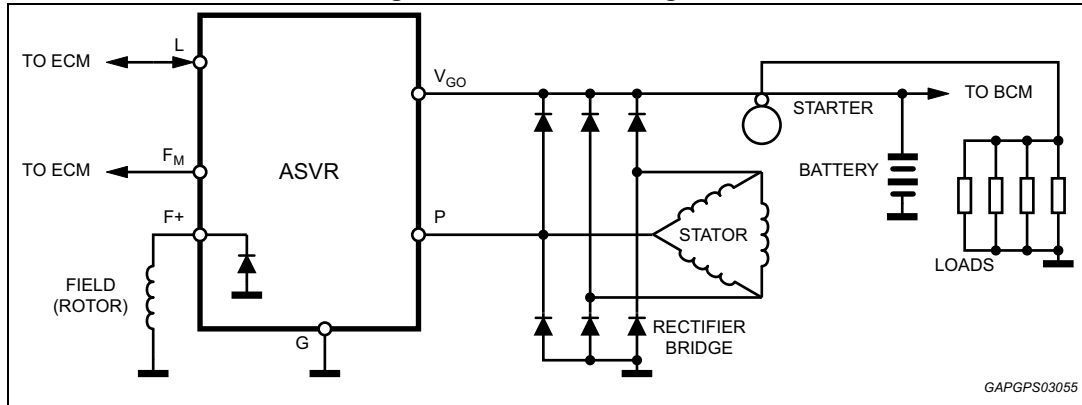 L
TO ECM
V_GO
TO BCM
STARTER
F_M
TO ECM
ASVR
BATTERY
F+
P
STATOR
LOADS
FIELD
(ROTOR)
RECTIFIER
BRIDGE
G
GAPGPS03055